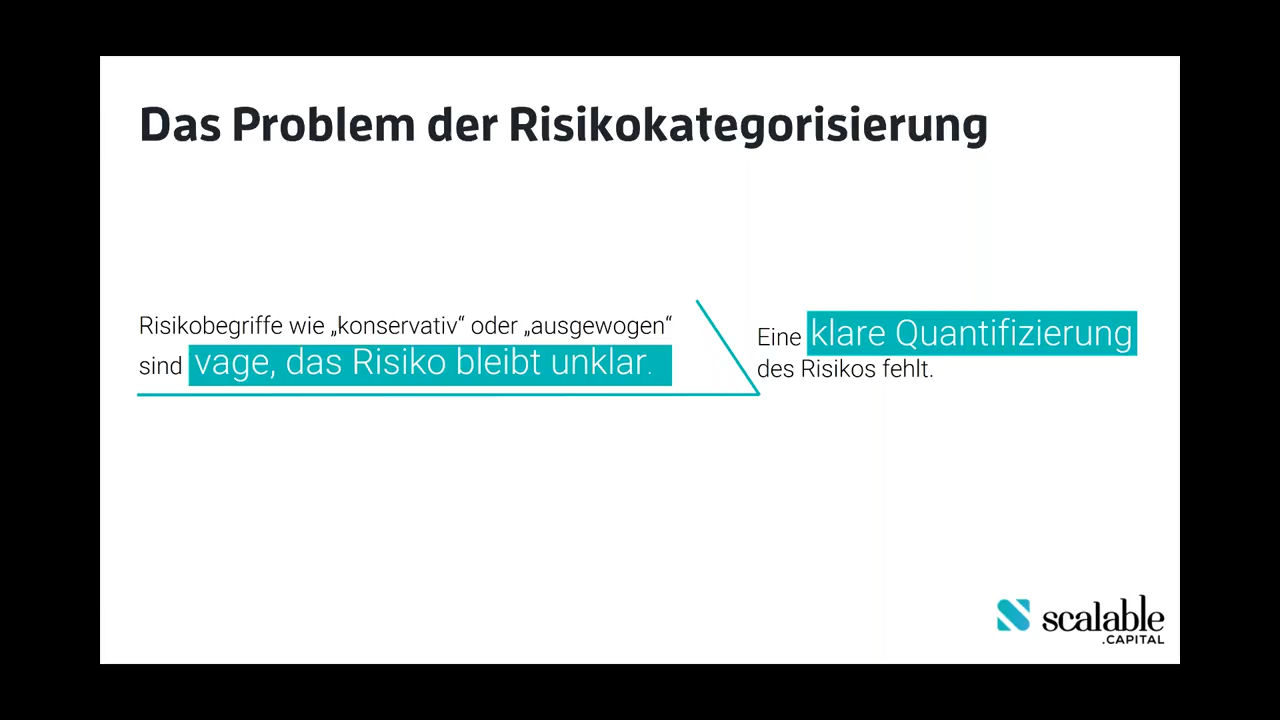 Das Problem der Risikokategorisierung
Risikobegriffe wie „konservativ“ oder „ausgewogen“
sind vage, das Risiko bleibt unklar.
Eine klare Quantifizierung
des Risikos fehlt.
scalable
.CAPITAL